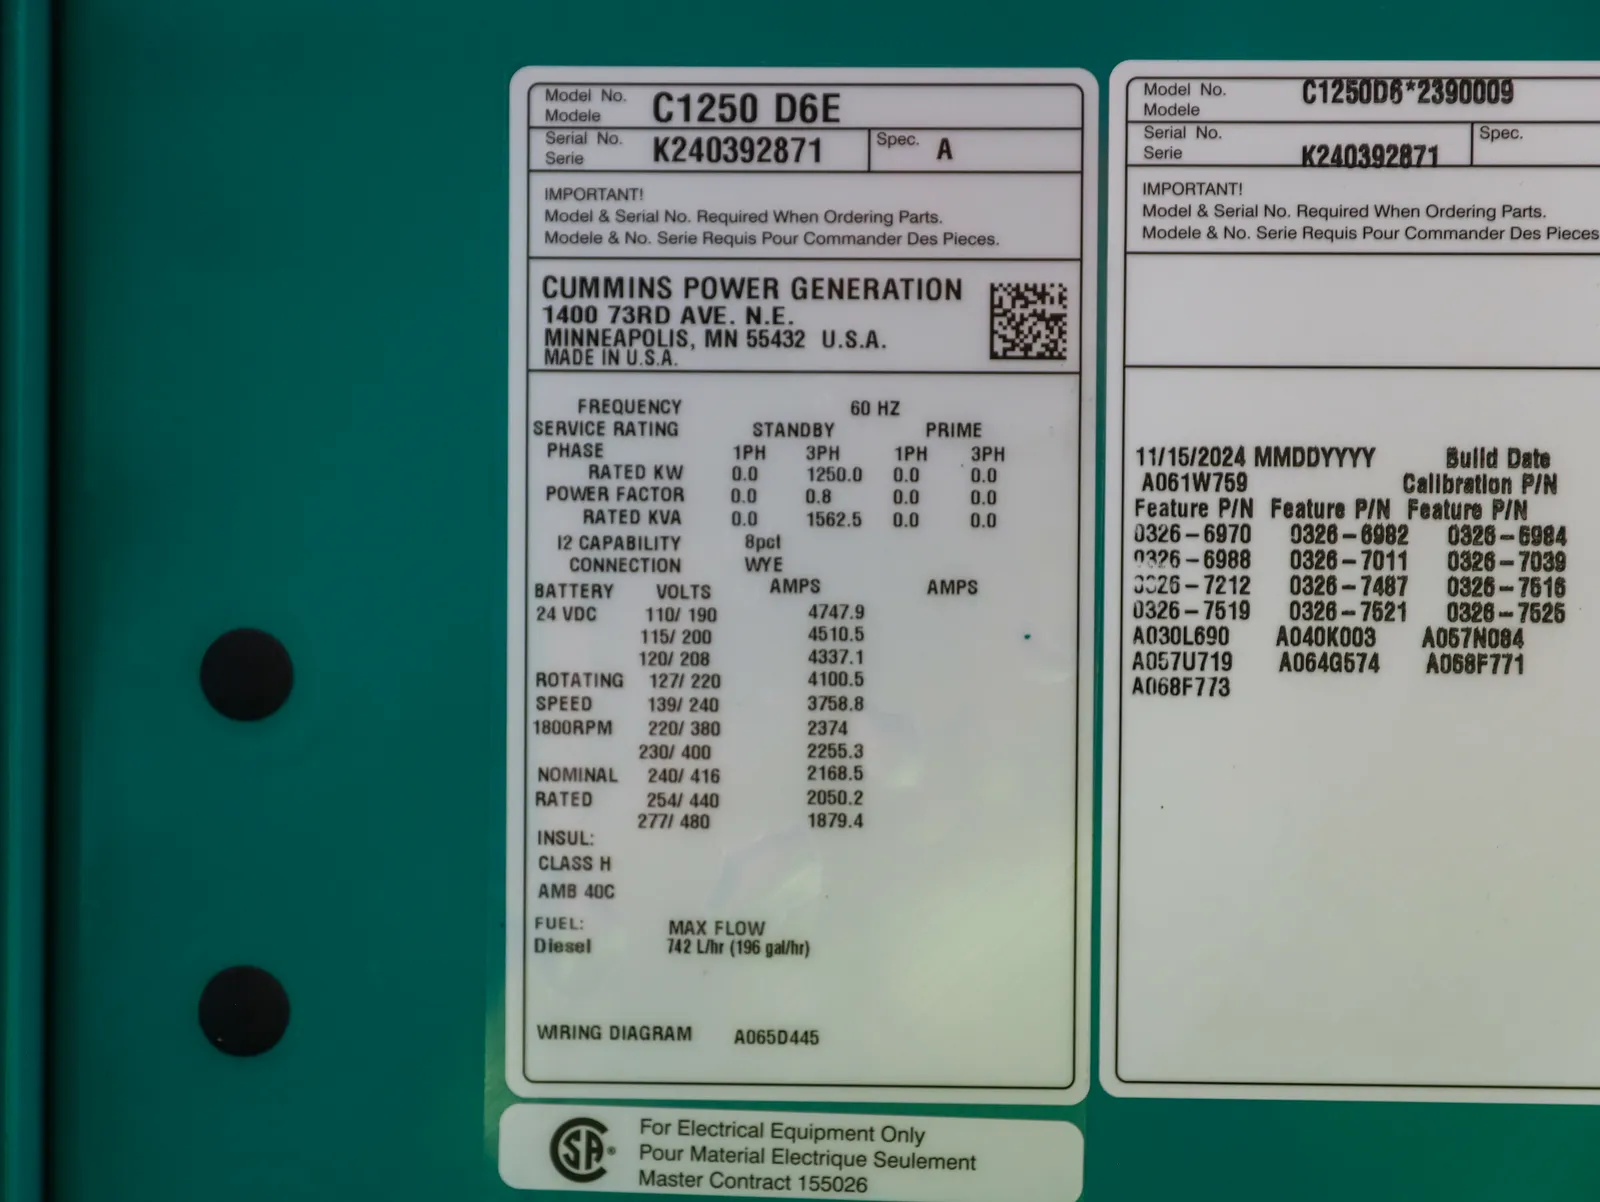 Model No.
Modele
C1250 D6E
Serial No.
Serie
K240392871
Spec. A
IMPORTANT!
Model & Serial No. Required When Ordering Parts.
Modele & No. Serie Requis Pour Commander Des Pieces.
CUMMINS POWER GENERATION
1400 73RD AVE. N.E.
MINNEAPOLIS, MN 55432 U.S.A.
MADE IN U.S.A.
FREQUENCY 60 HZ
SERVICE RATING STANDBY PRIME
PHASE 1PH 3PH 1PH 3PH
RATED KW 0.0 1250.0 0.0 0.0
POWER FACTOR 0.0 0.8 0.0 0.0
RATED KVA 0.0 1562.5 0.0 0.0
I2 CAPABILITY 8pct
CONNECTION WYE
BATTERY VOLTS AMPS AMPS
24 VDC 110/ 190 4747.9
115/ 200 4510.5
120/ 208 4337.1
ROTATING 127/ 220 4100.5
SPEED 139/ 240 3758.8
1800RPM 220/ 380 2374
230/ 400 2255.3
NOMINAL 240/ 416 2168.5
RATED 254/ 440 2050.2
277/ 480 1879.4
INSUL:
CLASS H
AMB 40C
FUEL: MAX FLOW
Diesel 742 L/hr (196 gal/hr)
WIRING DIAGRAM A065D445
SA
For Electrical Equipment Only
Pour Material Electrique Seulement
Master Contract 155026
Model No.
Modele
C1250D6*2390009
Serial No.
Serie
K240392871
Spec.
IMPORTANT!
Model & Serial No. Required When Ordering Parts.
Modele & No. Serie Requis Pour Commander Des Pieces
11/15/2024 MMDDYYYY Build Date
A061W759 Calibration P/N
Feature P/N Feature P/N Feature P/N
0326-6970 0326-6982 0326-6984
0326-6988 0326-7011 0326-7039
0326-7212 0326-7487 0326-7516
0326-7519 0326-7521 0326-7525
A030L690 A040K003 A057N084
A057U719 A064G574 A068F771
A068F773